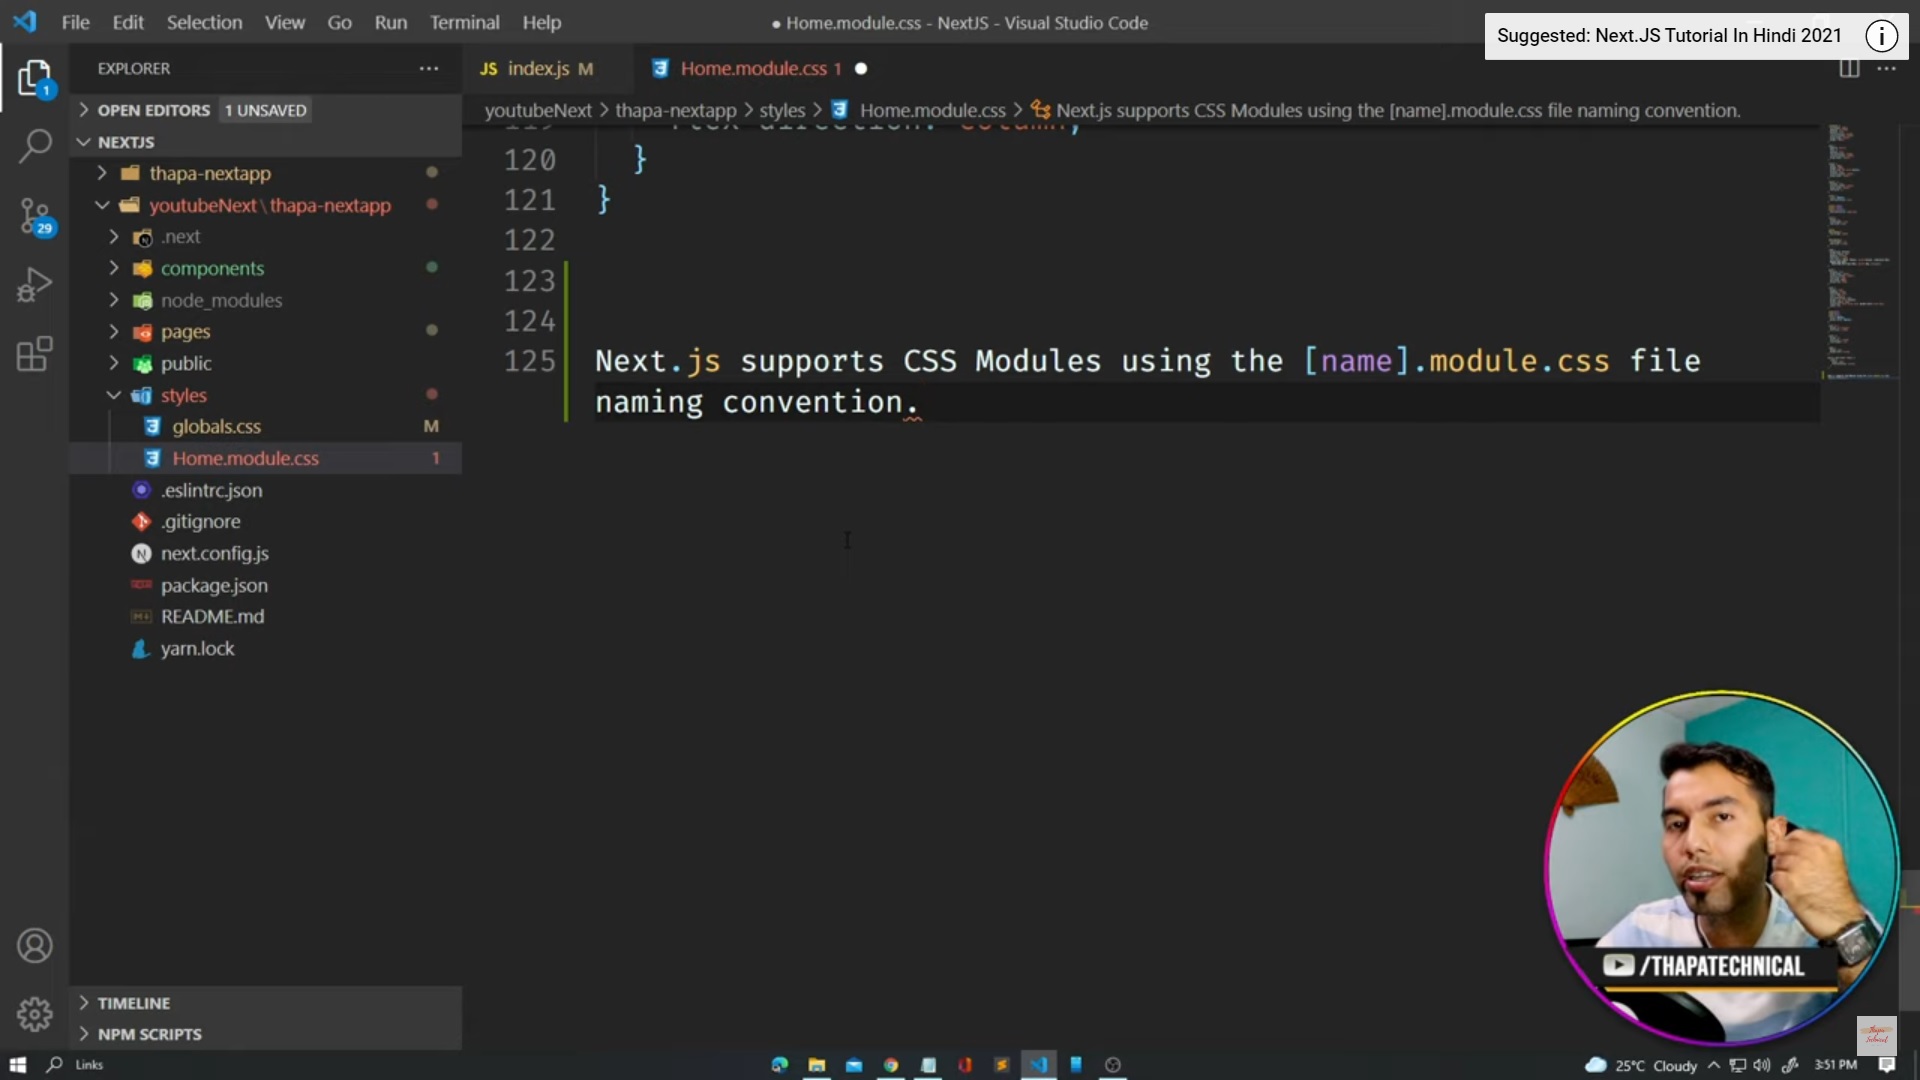 File Edit Selection View Go Run Terminal Help
● Home.module.css - NextJS - Visual Studio Code
Suggested: Next.JS Tutorial In Hindi 2021
EXPLORER
JS index.js M
Home.module.css 1
OPEN EDITORS 1 UNSAVED
youtubeNext > thapa-nextapp > styles > Home.module.css > Next.js supports CSS Modules using the [name].module.css file naming convention.
NEXTJS
thapa-nextapp
youtubeNext\thapa-nextapp
.next
components
node_modules
pages
public
styles
globals.css M
Home.module.css 1
.eslintrc.json
.gitignore
next.config.js
package.json
README.md
yarn.lock
1
29
119 flex-direction: column;
120 }
121 }
122
123
124
125 Next.js supports CSS Modules using the [name].module.css file
naming convention.
/THAPATECHNICAL
TIMELINE
NPM SCRIPTS
Links
25°C Cloudy
3:51 PM